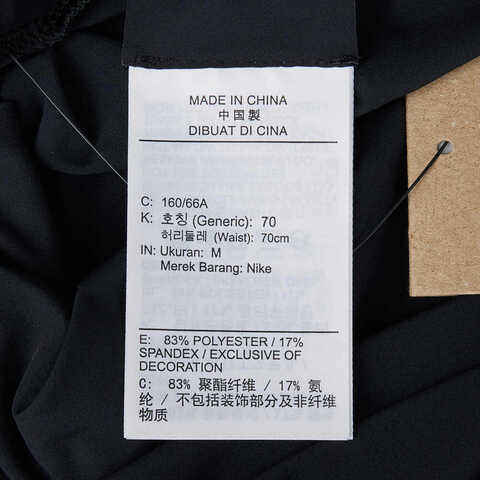 MADE IN CHINA
中国製
DIBUAT DI CINA
C: 160/66A
K: 호칭 (Generic): 70
허리둘레 (Waist): 70cm
IN: Ukuran: M
Merek Barang: Nike
E: 83% POLYESTER / 17%
SPANDEX / EXCLUSIVE OF
DECORATION
C: 83% 聚酯纤维 / 17% 氨
纶 / 不包括装饰部分及非纤维
物质